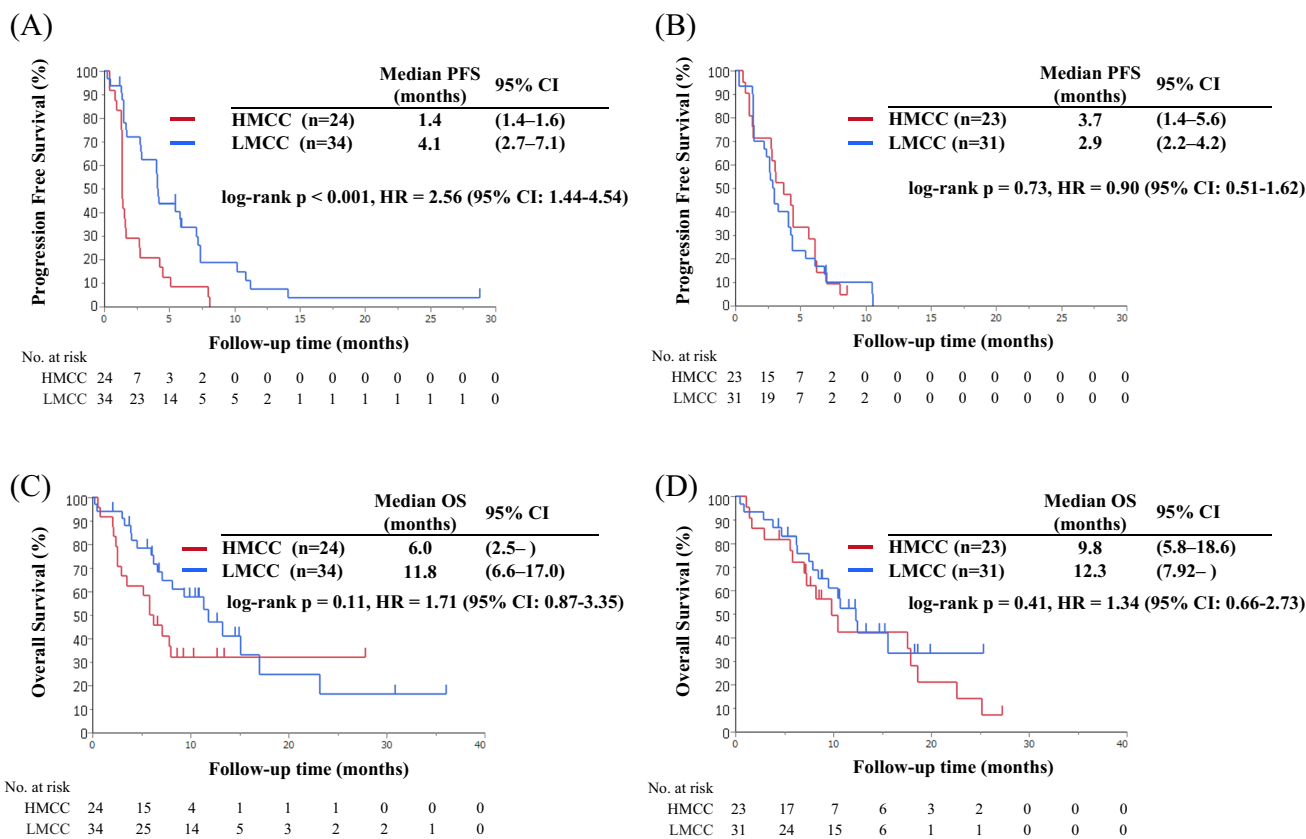 (A)
Progression Free Survival (%)
100
90
80
70
60
50
40
30
20
10
0
Median PFS (months) 95% CI
HMCC (n=24) 1.4 (1.4–1.6)
LMCC (n=34) 4.1 (2.7–7.1)
log-rank p < 0.001, HR = 2.56 (95% CI: 1.44-4.54)
0 5 10 15 20 25 30
Follow-up time (months)
No. at risk
HMCC 24 7 3 2 0 0 0 0 0 0 0 0 0
LMCC 34 23 14 5 5 2 1 1 1 1 1 1 0
(B)
Progression Free Survival (%)
100
90
80
70
60
50
40
30
20
10
0
Median PFS (months) 95% CI
HMCC (n=23) 3.7 (1.4–5.6)
LMCC (n=31) 2.9 (2.2–4.2)
log-rank p = 0.73, HR = 0.90 (95% CI: 0.51-1.62)
0 5 10 15 20 25 30
Follow-up time (months)
No. at risk
HMCC 23 15 7 2 0 0 0 0 0 0 0 0 0
LMCC 31 19 7 2 2 0 0 0 0 0 0 0 0
(C)
Overall Survival (%)
100
90
80
70
60
50
40
30
20
10
0
Median OS (months) 95% CI
HMCC (n=24) 6.0 (2.5– )
LMCC (n=34) 11.8 (6.6–17.0)
log-rank p = 0.11, HR = 1.71 (95% CI: 0.87-3.35)
0 10 20 30 40
Follow-up time (months)
No. at risk
HMCC 24 15 4 1 1 1 0 0 0
LMCC 34 25 14 5 3 2 2 1 0
(D)
Overall Survival (%)
100
90
80
70
60
50
40
30
20
10
0
Median OS (months) 95% CI
HMCC (n=23) 9.8 (5.8–18.6)
LMCC (n=31) 12.3 (7.92– )
log-rank p = 0.41, HR = 1.34 (95% CI: 0.66-2.73)
0 10 20 30 40
Follow-up time (months)
No. at risk
HMCC 23 17 7 6 3 2 0 0 0
LMCC 31 24 15 6 1 1 0 0 0